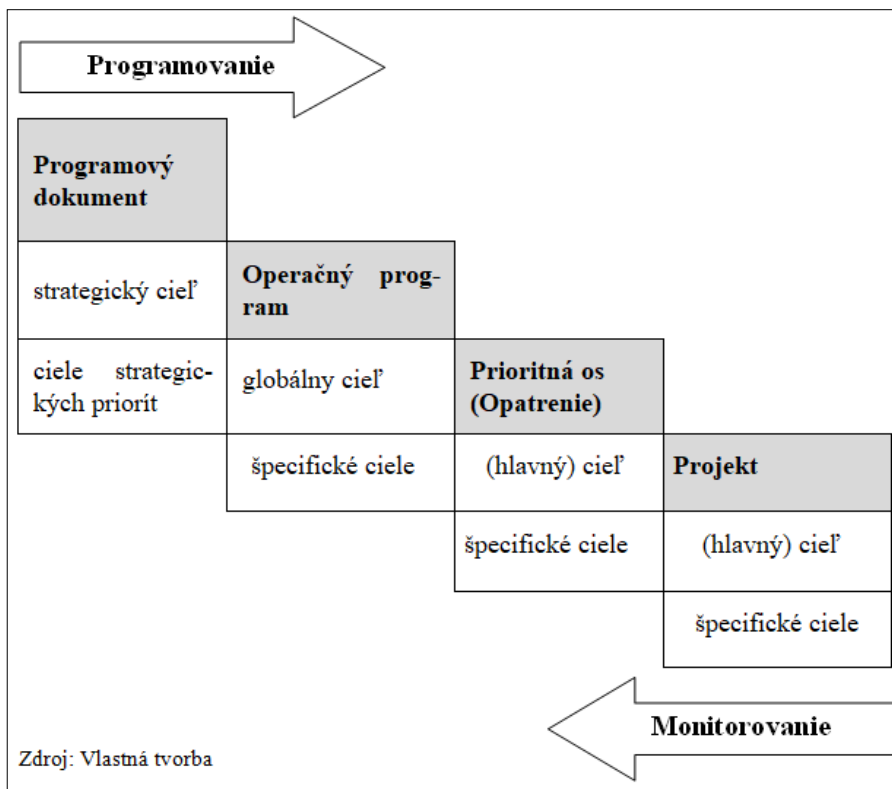 Programovanie
Programový
dokument
strategický cieľ
Operačný prog-
ram
ciele strategic-
kých priorít
globálny cieľ
Prioritná os
(Opatrenie)
špecifické ciele
(hlavný) cieľ
Projekt
špecifické ciele
(hlavný) cieľ
špecifické ciele
Monitorovanie
Zdroj: Vlastná tvorba